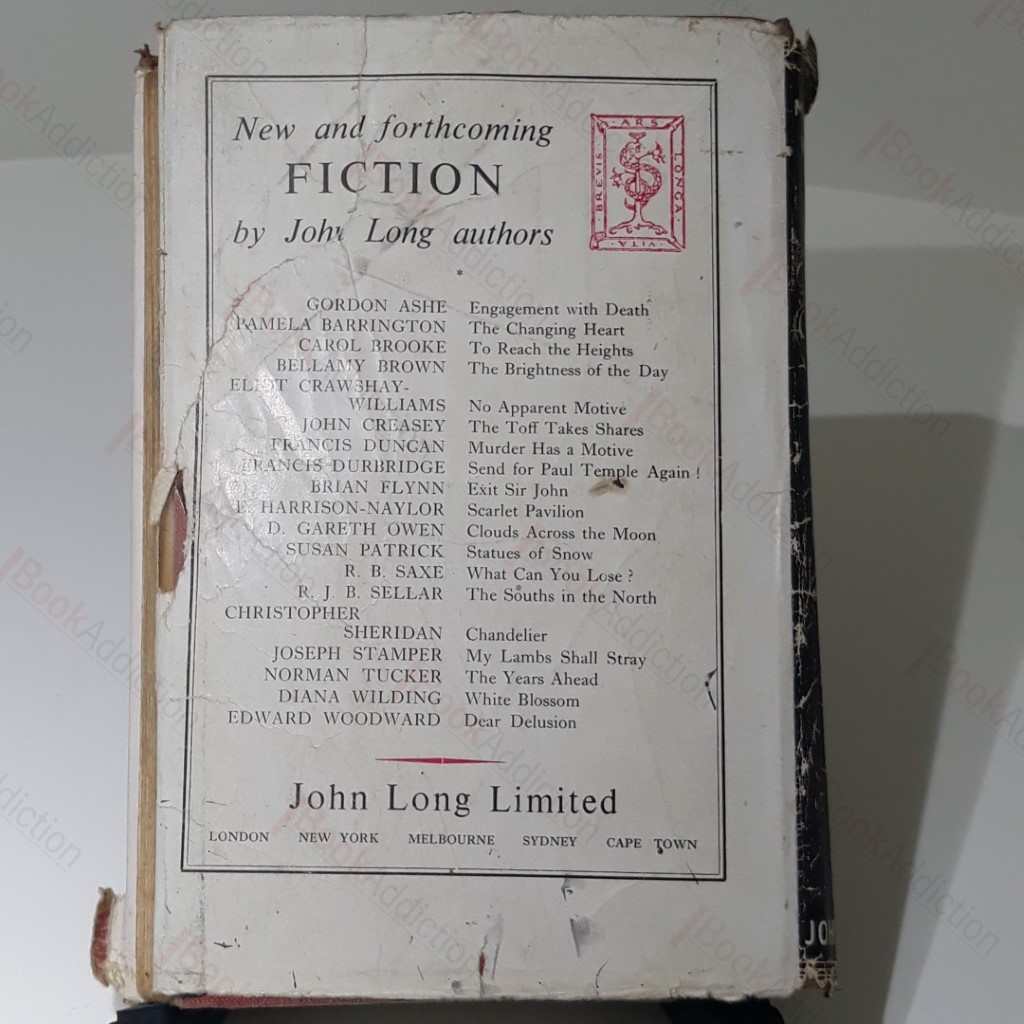 New and forthcoming
FICTION
by John Long authors
ARS
LONGA
VITA
BREVIS
*
GORDON ASHE Engagement with Death
PAMELA BARRINGTON The Changing Heart
CAROL BROOKE To Reach the Heights
BELLAMY BROWN The Brightness of the Day
ELIOT CRAWSHAY-
WILLIAMS No Apparent Motive
JOHN CREASEY The Toff Takes Shares
FRANCIS DUNCAN Murder Has a Motive
FRANCIS DURBRIDGE Send for Paul Temple Again !
BRIAN FLYNN Exit Sir John
HARRISON-NAYLOR Scarlet Pavilion
D. GARETH OWEN Clouds Across the Moon
SUSAN PATRICK Statues of Snow
R. B. SAXE What Can You Lose ?
R. J. B. SELLAR The Souths in the North
CHRISTOPHER
SHERIDAN Chandelier
JOSEPH STAMPER My Lambs Shall Stray
NORMAN TUCKER The Years Ahead
DIANA WILDING White Blossom
EDWARD WOODWARD Dear Delusion
John Long Limited
LONDON NEW YORK MELBOURNE SYDNEY CAPE TOWN
JOH
BookAddiction